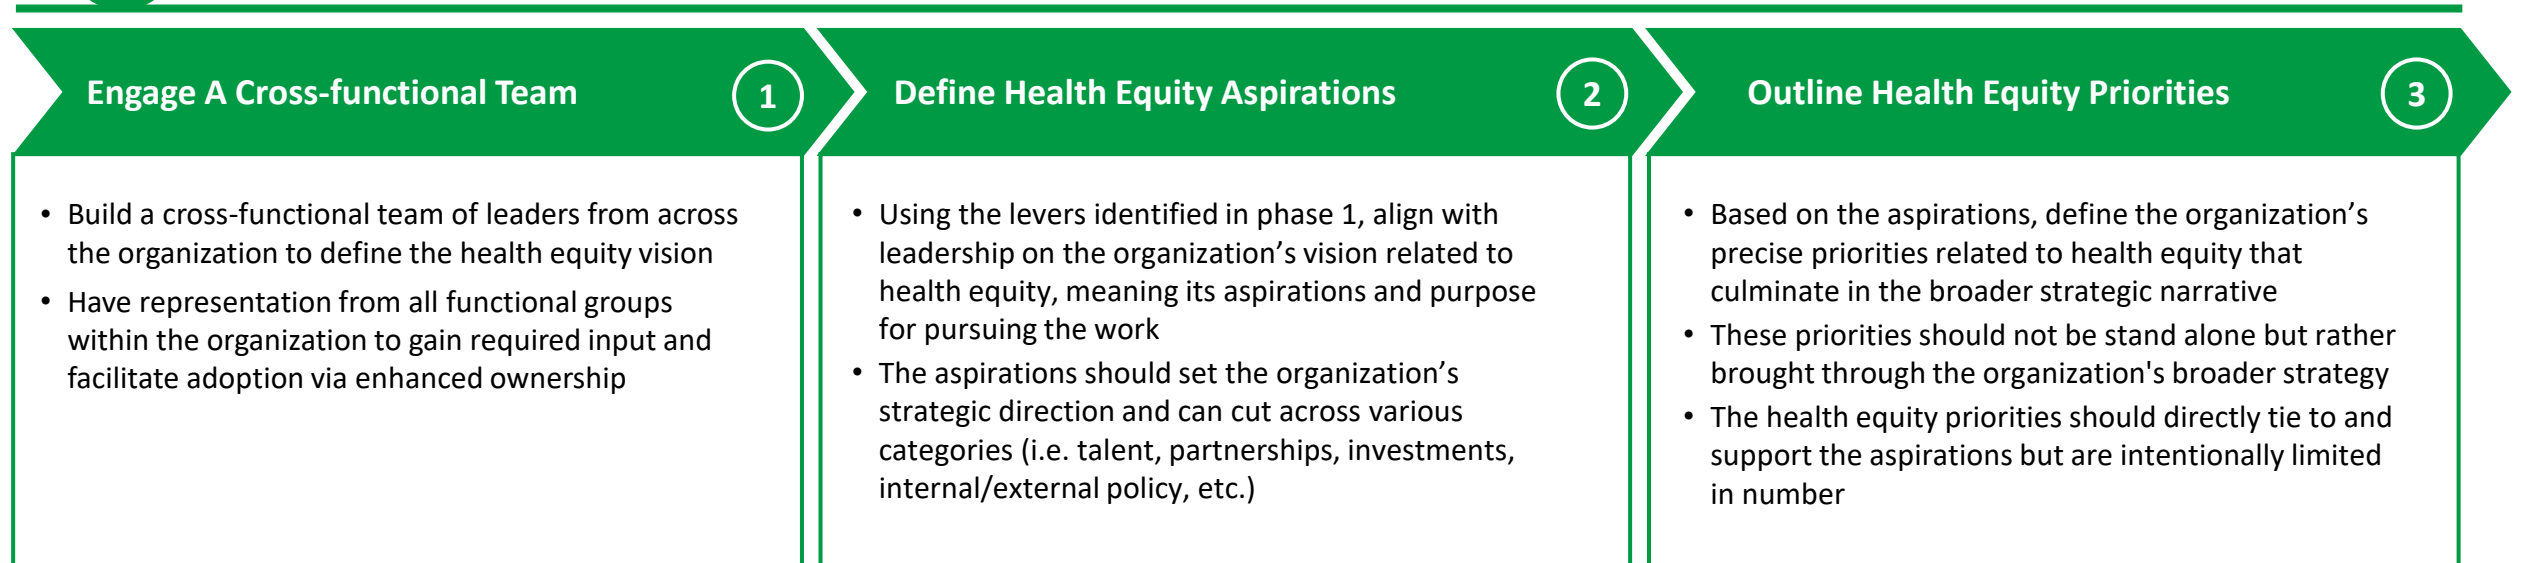 Engage A Cross-functional Team
1
• Build a cross-functional team of leaders from across
the organization to define the health equity vision
• Have representation from all functional groups
within the organization to gain required input and
facilitate adoption via enhanced ownership
Define Health Equity Aspirations
2
• Using the levers identified in phase 1, align with
leadership on the organization’s vision related to
health equity, meaning its aspirations and purpose
for pursuing the work
• The aspirations should set the organization’s
strategic direction and can cut across various
categories (i.e. talent, partnerships, investments,
internal/external policy, etc.)
Outline Health Equity Priorities
3
• Based on the aspirations, define the organization’s
precise priorities related to health equity that
culminate in the broader strategic narrative
• These priorities should not be stand alone but rather
brought through the organization's broader strategy
• The health equity priorities should directly tie to and
support the aspirations but are intentionally limited
in number